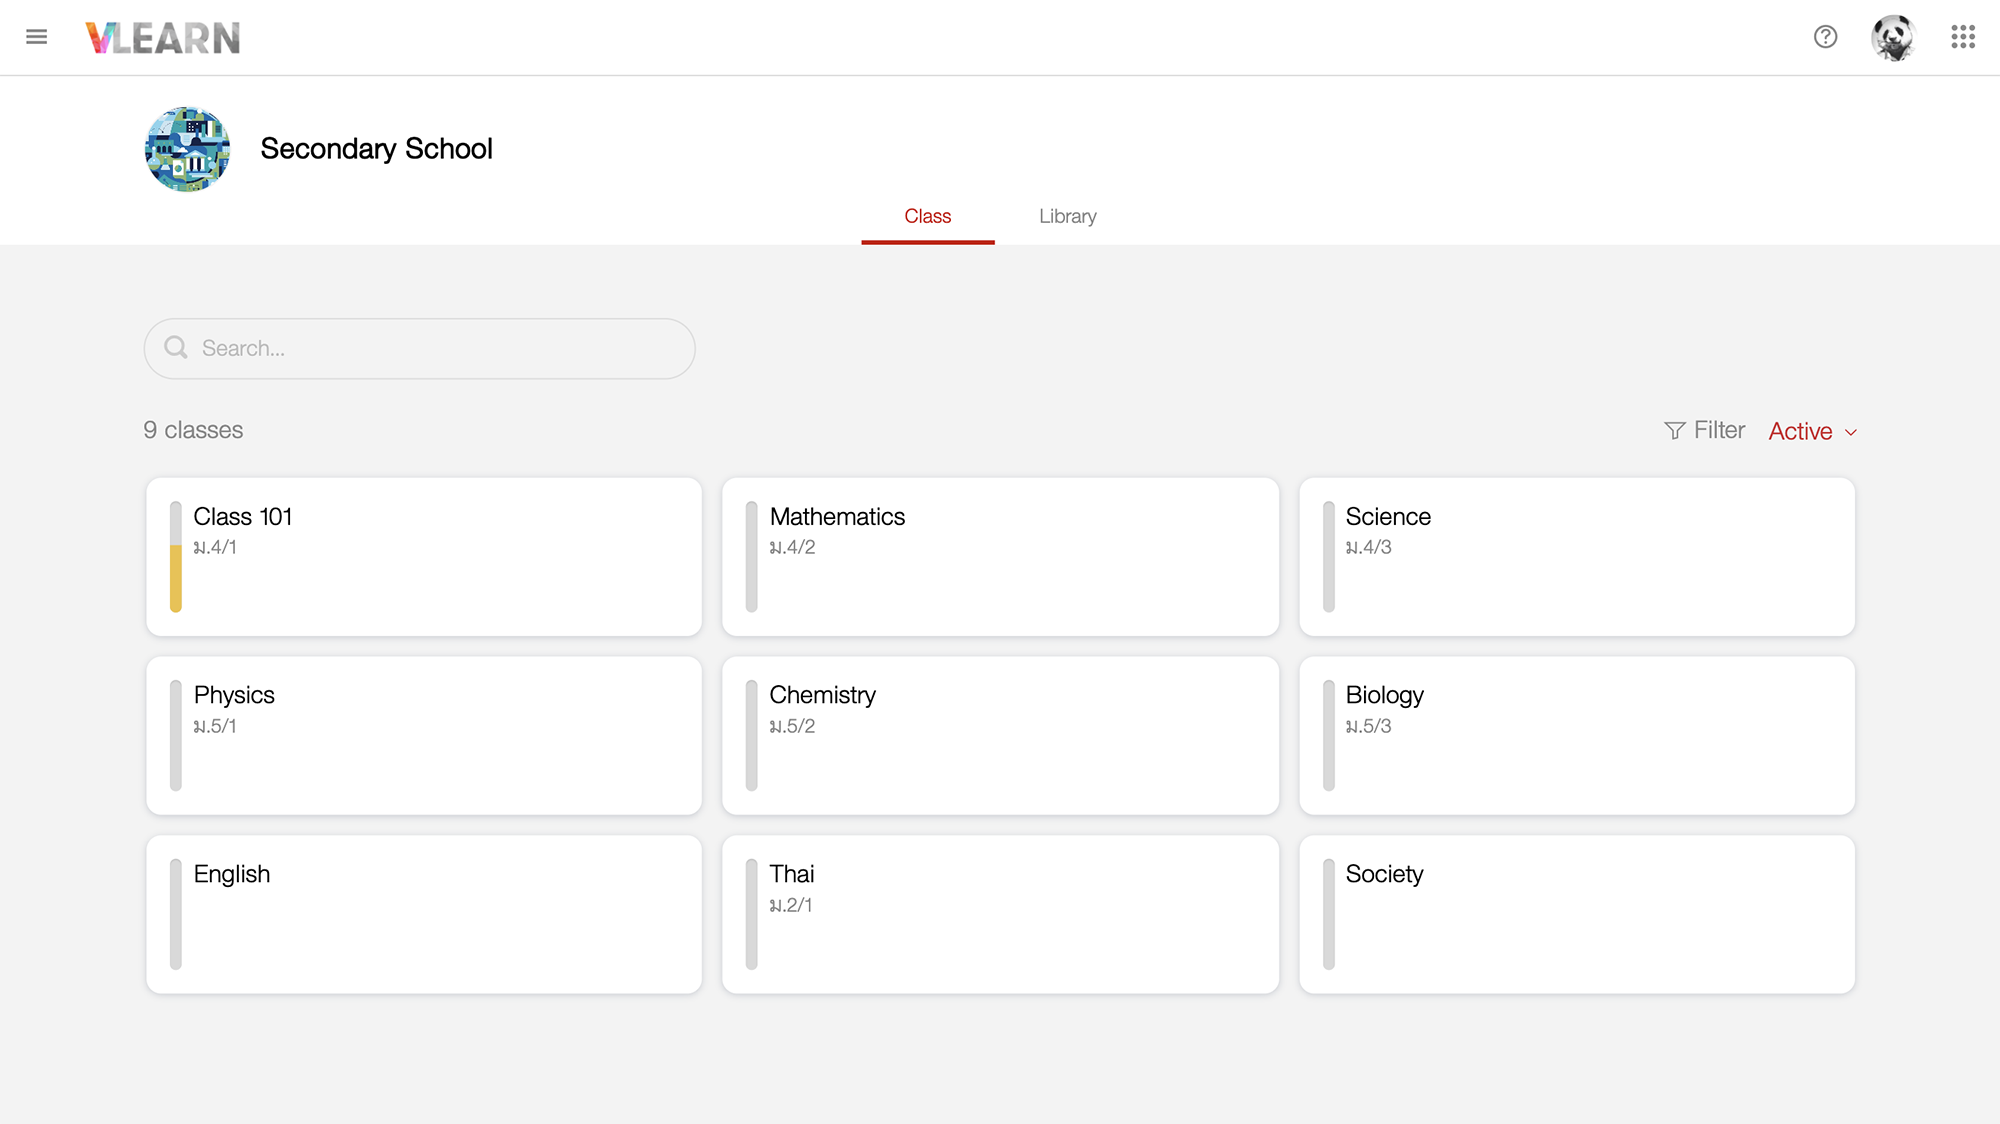 VLEARN
Secondary School
Class
Library
Search...
9 classes
Filter
Active
Class 101
ม.4/1
Mathematics
ม.4/2
Science
ม.4/3
Physics
ม.5/1
Chemistry
ม.5/2
Biology
ม.5/3
English
Thai
ม.2/1
Society